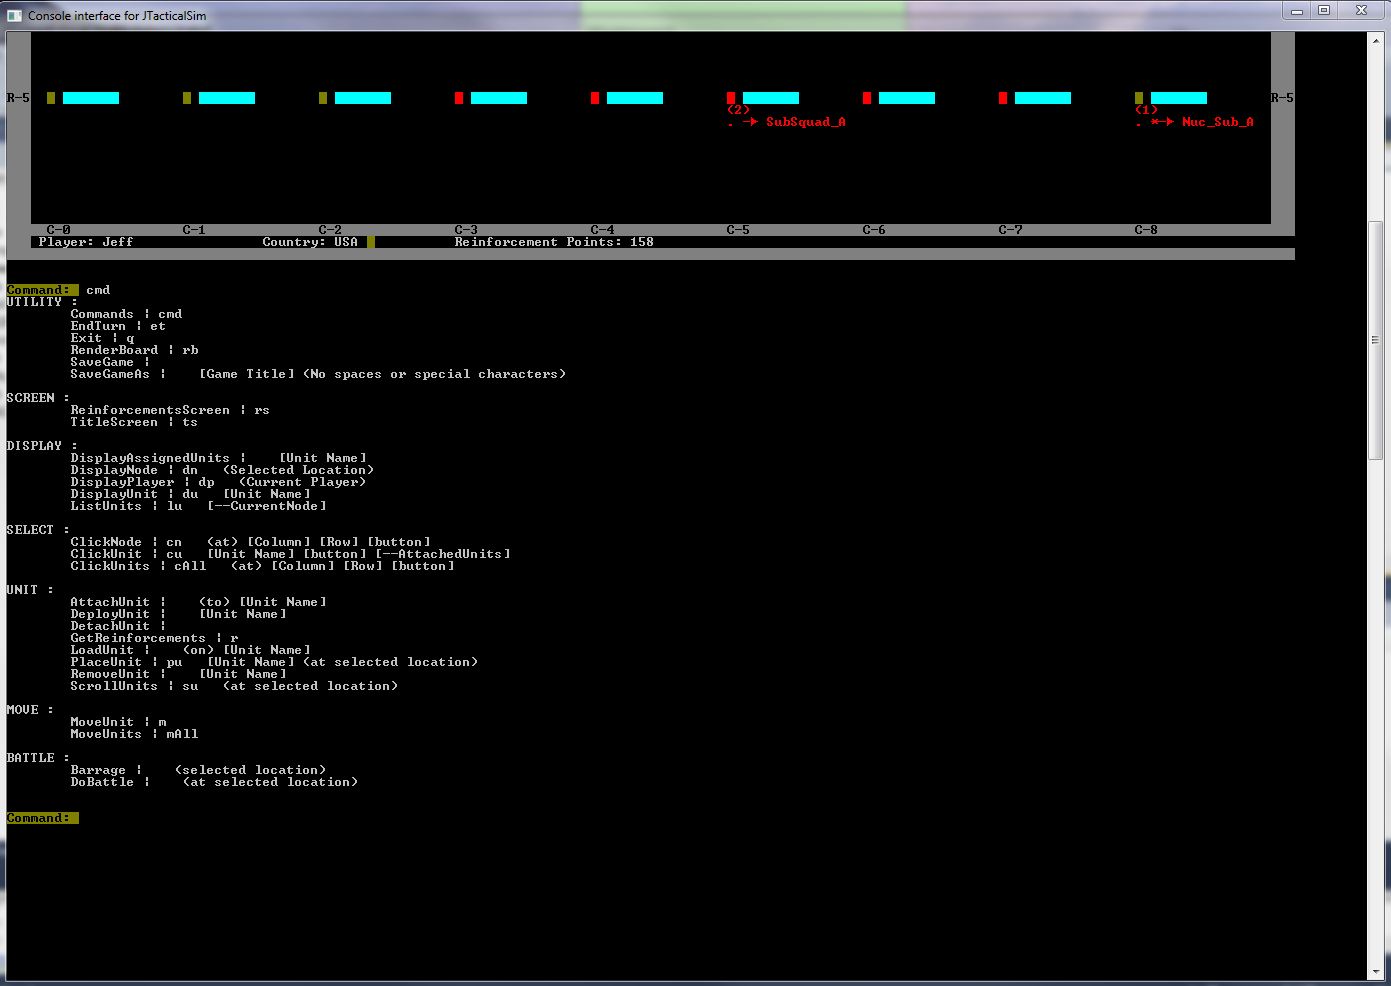 Console interface for JTacticalSim
R-5 R-5
(2) (1)
. -> SubSquad_A . *-> Nuc_Sub_A
C-0 C-1 C-2 C-3 C-4 C-5 C-6 C-7 C-8
Player: Jeff Country: USA Reinforcement Points: 158
Command: cmd
UTILITY :
Commands ¦ cmd
EndTurn ¦ et
Exit ¦ q
RenderBoard ¦ rb
SaveGame ¦
SaveGameAs ¦ [Game Title] (No spaces or special characters)
SCREEN :
ReinforcementsScreen ¦ rs
TitleScreen ¦ ts
DISPLAY :
DisplayAssignedUnits ¦ [Unit Name]
DisplayNode ¦ dn (Selected Location)
DisplayPlayer ¦ dp (Current Player)
DisplayUnit ¦ du [Unit Name]
ListUnits ¦ lu [--CurrentNode]
SELECT :
ClickNode ¦ cn (at) [Column] [Row] [button]
ClickUnit ¦ cu [Unit Name] [button] [--AttachedUnits]
ClickUnits ¦ cAll (at) [Column] [Row] [button]
UNIT :
AttachUnit ¦ (to) [Unit Name]
DeployUnit ¦ [Unit Name]
DetachUnit ¦
GetReinforcements ¦ r
LoadUnit ¦ (on) [Unit Name]
PlaceUnit ¦ pu [Unit Name] (at selected location)
RemoveUnit ¦ [Unit Name]
ScrollUnits ¦ su (at selected location)
MOVE :
MoveUnit ¦ m
MoveUnits ¦ mAll
BATTLE :
Barrage ¦ (selected location)
DoBattle ¦ (at selected location)
Command: